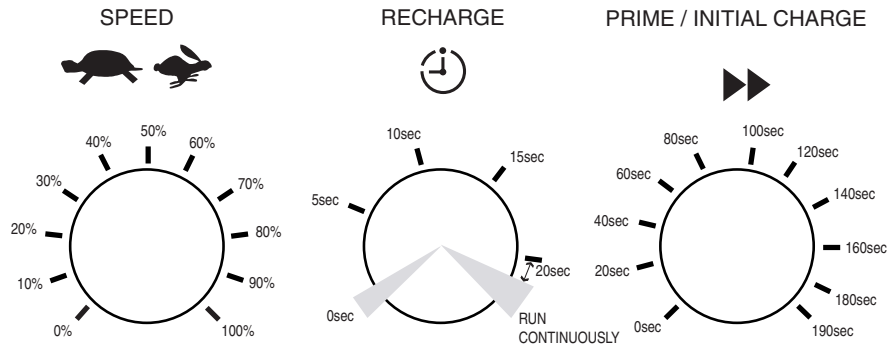 SPEED
RECHARGE
PRIME / INITIAL CHARGE
0%
10%
20%
30%
40%
50%
60%
70%
80%
90%
100%
0sec
5sec
10sec
15sec
20sec
RUN
CONTINUOUSLY
0sec
20sec
40sec
60sec
80sec
100sec
120sec
140sec
160sec
180sec
190sec